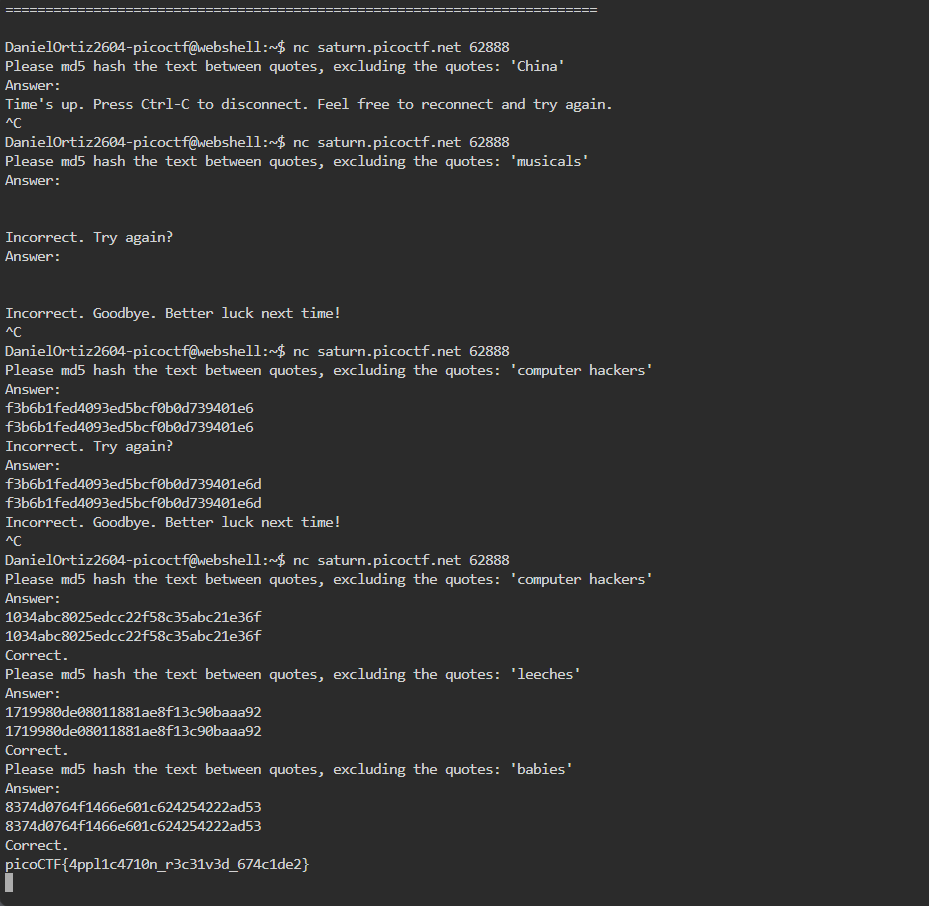 ==========================================================================
DanielOrtiz2604-picoctf@webshell:~$ nc saturn.picoctf.net 62888
Please md5 hash the text between quotes, excluding the quotes: 'China'
Answer:
Time's up. Press Ctrl-C to disconnect. Feel free to reconnect and try again.
^C
DanielOrtiz2604-picoctf@webshell:~$ nc saturn.picoctf.net 62888
Please md5 hash the text between quotes, excluding the quotes: 'musicals'
Answer:
Incorrect. Try again?
Answer:
Incorrect. Goodbye. Better luck next time!
^C
DanielOrtiz2604-picoctf@webshell:~$ nc saturn.picoctf.net 62888
Please md5 hash the text between quotes, excluding the quotes: 'computer hackers'
Answer:
f3b6b1fed4093ed5bcf0b0d739401e6
f3b6b1fed4093ed5bcf0b0d739401e6
Incorrect. Try again?
Answer:
f3b6b1fed4093ed5bcf0b0d739401e6d
f3b6b1fed4093ed5bcf0b0d739401e6d
Incorrect. Goodbye. Better luck next time!
^C
DanielOrtiz2604-picoctf@webshell:~$ nc saturn.picoctf.net 62888
Please md5 hash the text between quotes, excluding the quotes: 'computer hackers'
Answer:
1034abc8025edcc22f58c35abc21e36f
1034abc8025edcc22f58c35abc21e36f
Correct.
Please md5 hash the text between quotes, excluding the quotes: 'leeches'
Answer:
1719980de08011881ae8f13c90baaa92
1719980de08011881ae8f13c90baaa92
Correct.
Please md5 hash the text between quotes, excluding the quotes: 'babies'
Answer:
8374d0764f1466e601c624254222ad53
8374d0764f1466e601c624254222ad53
Correct.
picoCTF{4ppl1c4710n_r3c31v3d_674c1de2}